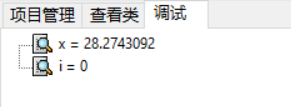 项目管理 查看类 调试
x = 28.2743092
i = 0